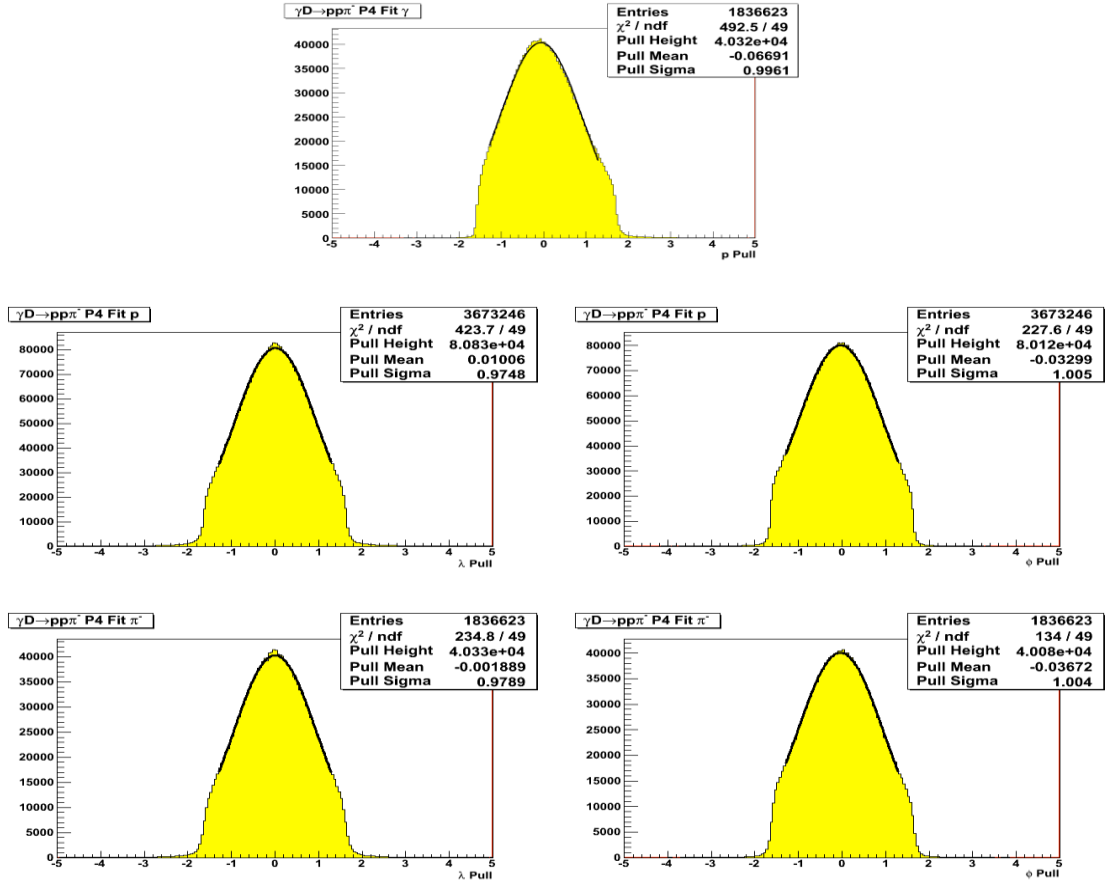 γD→ppπ⁻ P4 Fit γ
Entries 1836623
χ² / ndf 492.5 / 49
Pull Height 4.032e+04
Pull Mean -0.06691
Pull Sigma 0.9961
40000
35000
30000
25000
20000
15000
10000
5000
0
-5 -4 -3 -2 -1 0 1 2 3 4 5
p Pull
γD→ppπ⁻ P4 Fit p
Entries 3673246
χ² / ndf 423.7 / 49
Pull Height 8.083e+04
Pull Mean 0.01006
Pull Sigma 0.9748
80000
70000
60000
50000
40000
30000
20000
10000
0
-5 -4 -3 -2 -1 0 1 2 3 4 5
λ Pull
γD→ppπ⁻ P4 Fit p
Entries 3673246
χ² / ndf 227.6 / 49
Pull Height 8.012e+04
Pull Mean -0.03299
Pull Sigma 1.005
80000
70000
60000
50000
40000
30000
20000
10000
0
-5 -4 -3 -2 -1 0 1 2 3 4 5
φ Pull
γD→ppπ⁻ P4 Fit π⁻
Entries 1836623
χ² / ndf 234.8 / 49
Pull Height 4.033e+04
Pull Mean -0.001889
Pull Sigma 0.9789
40000
35000
30000
25000
20000
15000
10000
5000
0
-5 -4 -3 -2 -1 0 1 2 3 4 5
λ Pull
γD→ppπ⁻ P4 Fit π⁻
Entries 1836623
χ² / ndf 134 / 49
Pull Height 4.008e+04
Pull Mean -0.03672
Pull Sigma 1.004
40000
35000
30000
25000
20000
15000
10000
5000
0
-5 -4 -3 -2 -1 0 1 2 3 4 5
φ Pull